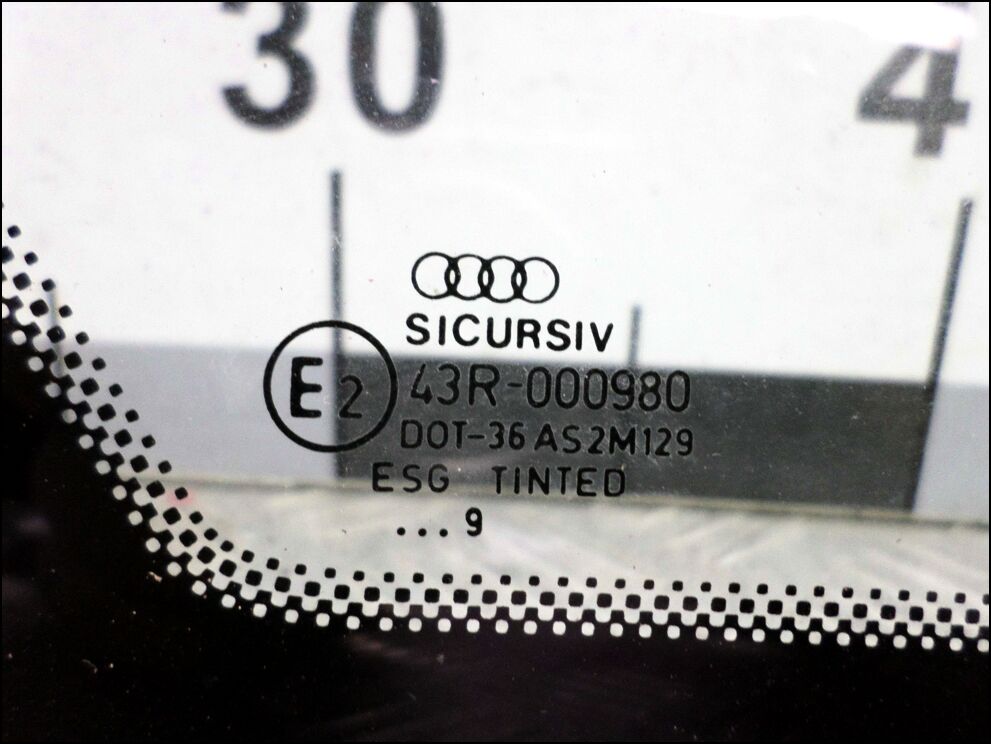 30 4
SICURSIV
E2 43R-000980
DOT-36 AS2M129
ESG TINTED
...9